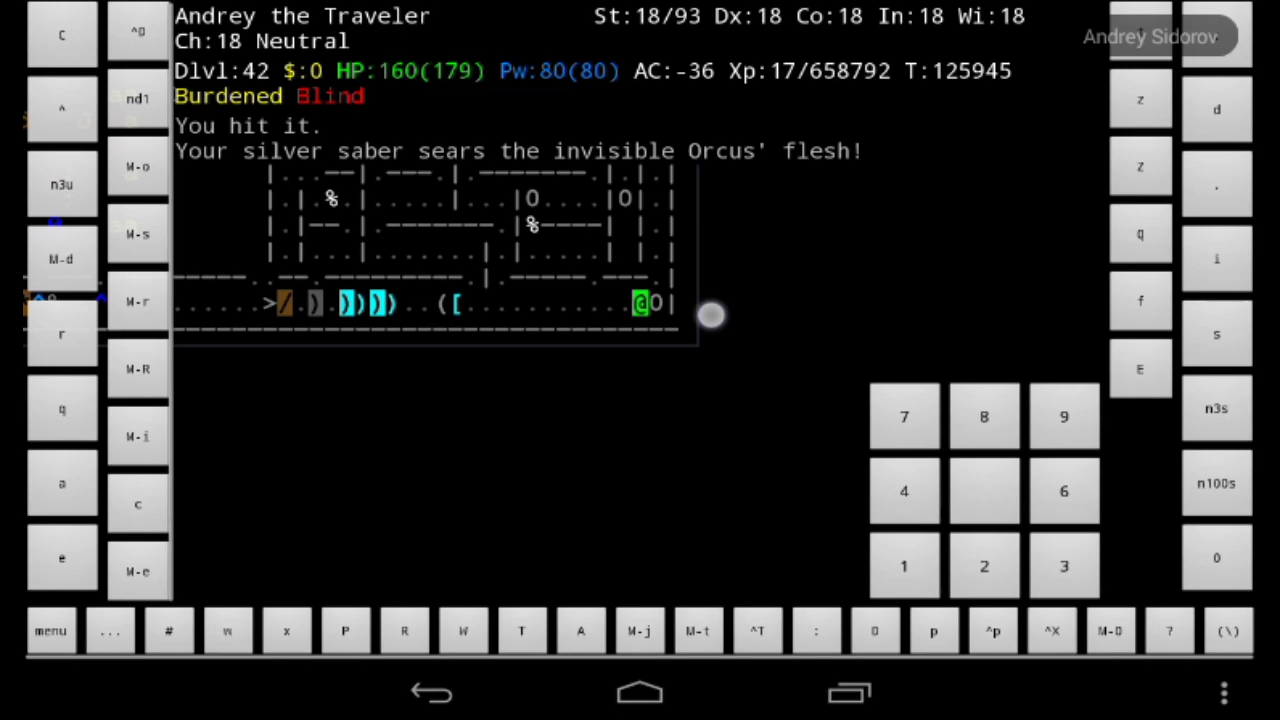 Andrey the Traveler St:18/93 Dx:18 Co:18 In:18 Wi:18
Ch:18 Neutral
Dlvl:42 $:0 HP:160(179) Pw:80(80) AC:-36 Xp:17/658792 T:125945
Burdened Blind
You hit it.
Your silver saber sears the invisible Orcus' flesh!
Andrey Sidorov
C ^D
^ nd1
n3u M-o
M-d M-s
r M-r
q M-R
a M-i
e c
M-e
z d
Z .
q i
f s
E n3s
n100s
0
7 8 9
4 6
1 2 3
menu ... # w x P R W T A M-j M-t ^T : D p ^p ^X M-O ? (\)